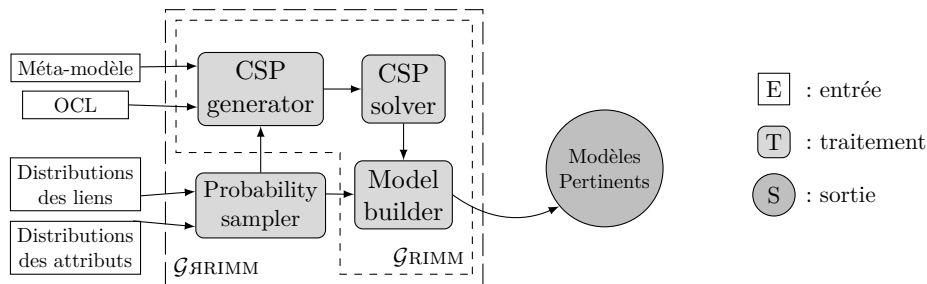 Méta-modèle
OCL
Distributions
des liens
Distributions
des attributs
CSP
generator
CSP
solver
Probability
sampler
Model
builder
𝒢ЯRIMM
𝒢RIMM
Modèles
Pertinents
E : entrée
T : traitement
S : sortie